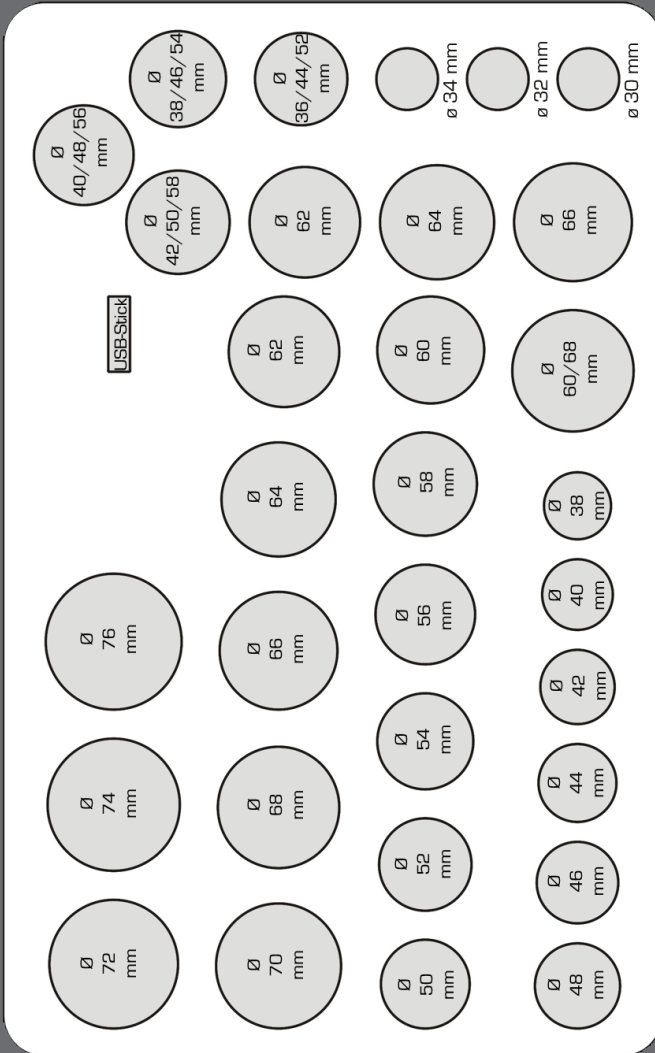 Ø
72
mm
Ø
74
mm
Ø
76
mm
USB-Stick
Ø
40/48/56
mm
Ø
42/50/58
mm
Ø
38/46/54
mm
Ø
70
mm
Ø
68
mm
Ø
66
mm
Ø
64
mm
Ø
62
mm
Ø
62
mm
Ø
36/44/52
mm
Ø
50
mm
Ø
52
mm
Ø
54
mm
Ø
56
mm
Ø
58
mm
Ø
60
mm
Ø
64
mm
ø 34 mm
ø 32 mm
Ø
48
mm
Ø
46
mm
Ø
44
mm
Ø
42
mm
Ø
40
mm
Ø
38
mm
Ø
60/68
mm
Ø
66
mm
ø 30 mm